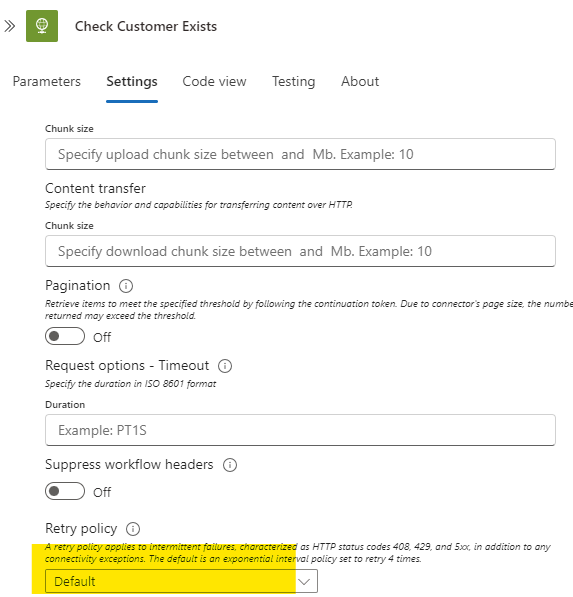 Check Customer Exists
Parameters Settings Code view Testing About
Chunk size
Specify upload chunk size between and Mb. Example: 10
Content transfer
Specify the behavior and capabilities for transferring content over HTTP.
Chunk size
Specify download chunk size between and Mb. Example: 10
Pagination
Retrieve items to meet the specified threshold by following the continuation token. Due to connector's page size, the numbe
returned may exceed the threshold.
Off
Request options - Timeout
Specify the duration in ISO 8601 format
Duration
Example: PT1S
Suppress workflow headers
Off
Retry policy
A retry policy applies to intermittent failures, characterized as HTTP status codes 408, 429, and 5xx, in addition to any
connectivity exceptions. The default is an exponential interval policy set to retry 4 times.
Default